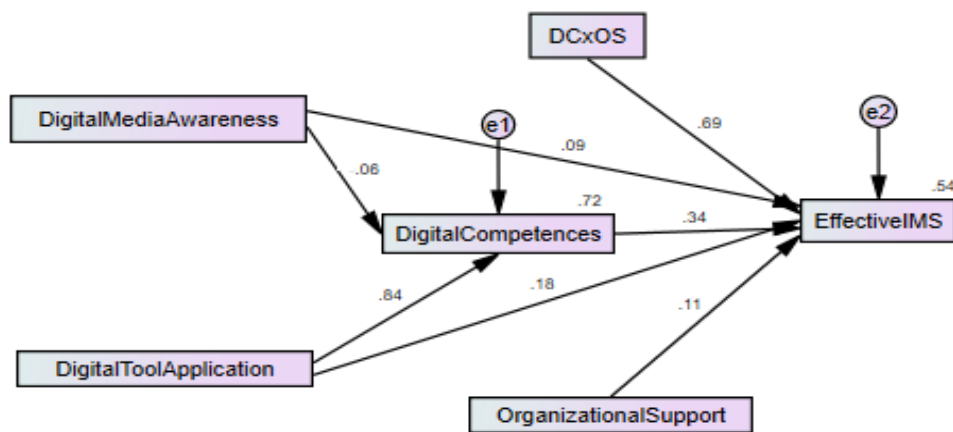 DCxOS
DigitalMediaAwareness
e1
e2
.69
.09
.06
.72
.54
DigitalCompetences
.34
EffectiveIMS
.84
.18
.11
DigitalToolApplication
OrganizationalSupport